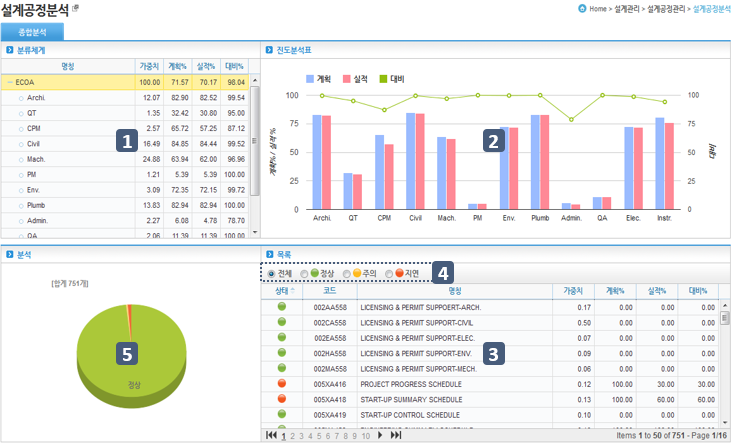 설계공정분석
Home > 설계관리 > 설계공정관리 > 설계공정분석
종합분석
분류체계
명칭 가중치 계획% 실적% 대비%
ECOA 100.00 71.57 70.17 98.04
Archi. 12.07 82.90 82.52 99.54
QT 1.35 32.42 30.80 95.00
CPM 2.57 65.72 57.25 87.12
Civil 16.49 84.85 84.44 99.52
Mach. 24.88 63.94 62.00 96.96
PM 1.21 5.39 5.39 100.00
Env. 3.09 72.35 72.15 99.72
Plumb 13.83 82.94 82.94 100.00
Admin. 2.27 6.08 4.78 78.70
QA 2.06 11.39 11.39 100.00
1
진도분석표
계획 실적 대비
계획% / 실적 %
100
75
50
25
0
100
75
50
25
0
대비
Archi. QT CPM Civil Mach. PM Env. Plumb Admin. QA Elec. Instr.
2
분석
[합계 751개]
정상
5
목록
전체 정상 주의 지연
4
상태 코드 명칭 가중치 계획% 실적% 대비%
002AA558 LICENSING & PERMIT SUPPOERT-ARCH. 0.17 0.00 0.00 0.00
002CA558 LICENSING & PERMIT SUPPORT-CIVIL 0.50 0.00 0.00 0.00
002EA558 LICENSING & PERMIT SUPPORT-ELEC. 0.07 0.00 0.00 0.00
002HA558 LICENSING & PERMIT SUPPORT-ENV. 0.09 0.00 0.00 0.00
002MA558 LICENSING & PERMIT SUPPORT-MECH. 0.06 0.00 0.00 0.00
005XA416 PROJECT PROGRESS SCHEDULE 0.12 100.00 30.00 30.00
005XA418 START-UP SUMMARY SCHEDULE 0.13 100.00 60.00 60.00
005XA419 START-UP CONTROL SCHEDULE 0.10 0.00 0.00 0.00
3
1 2 3 4 5 6 7 8 9 10
Items 1 to 50 of 751 - Page 1/16